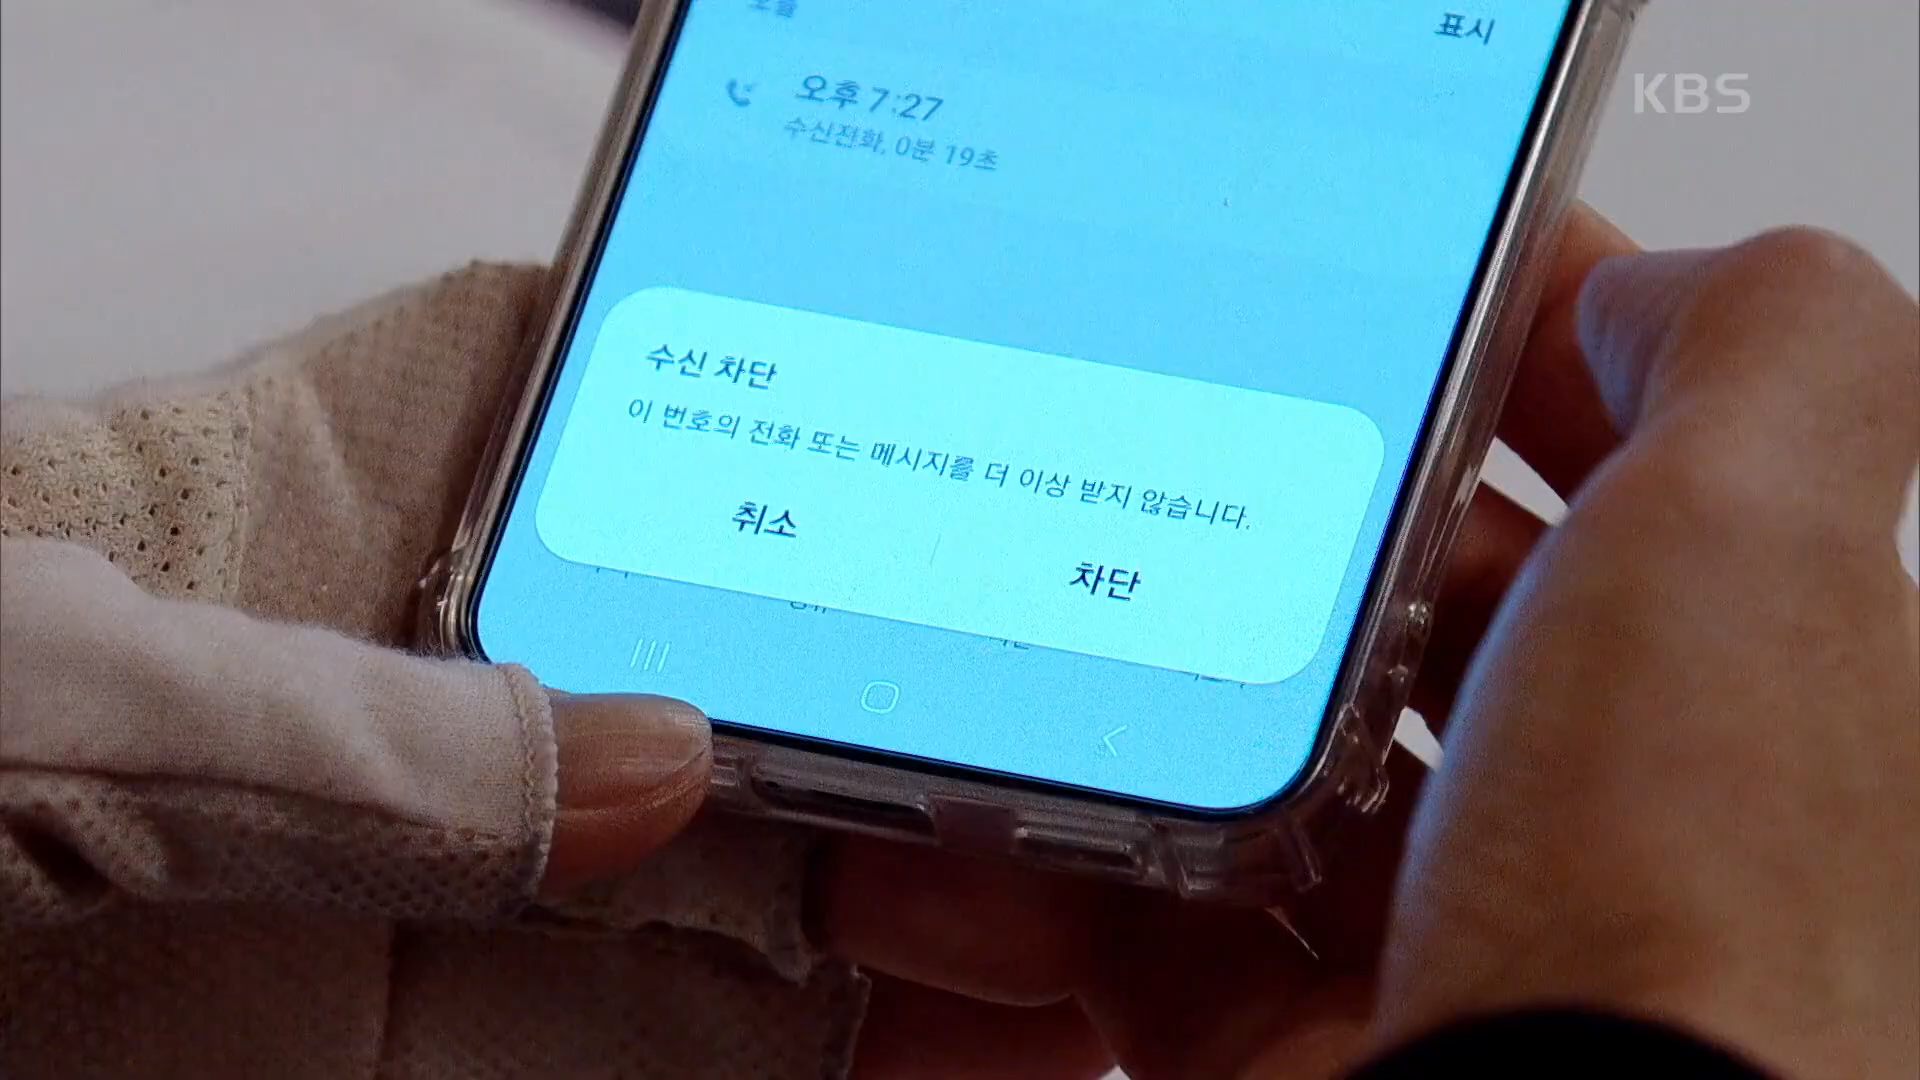 오늘
표시
KBS
오후 7:27
수신전화, 0분 19초
수신 차단
이 번호의 전화 또는 메시지를 더 이상 받지 않습니다.
취소
차단